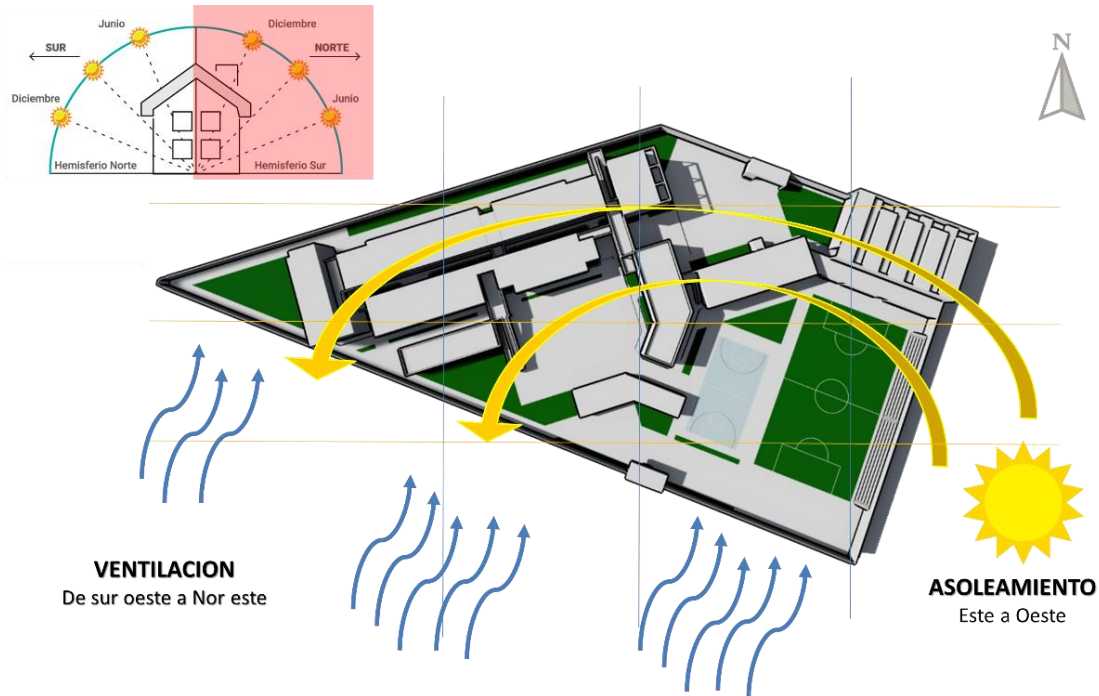 Junio
Diciembre
SUR
NORTE
Diciembre
Junio
Hemisferio Norte
Hemisferio Sur
N
VENTILACION
De sur oeste a Nor este
ASOLEAMIENTO
Este a Oeste